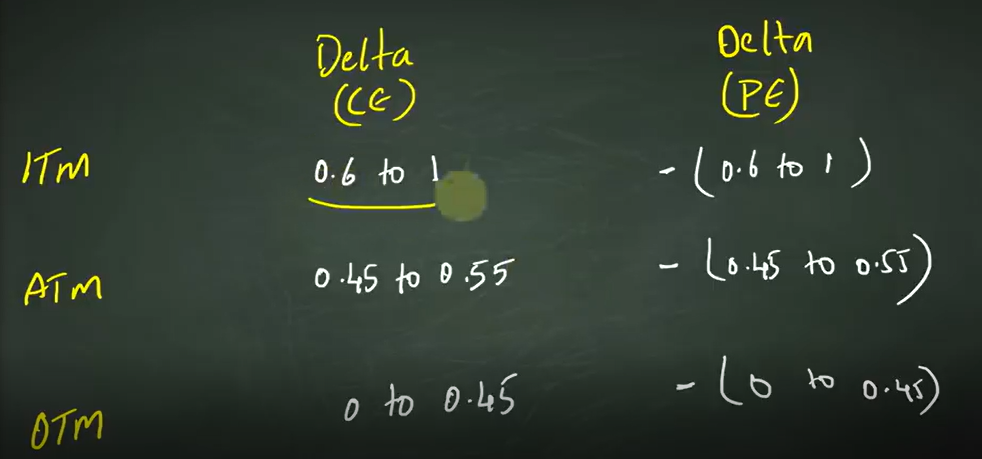 Delta Delta
(CE) (PE)
ITM 0.6 to 1 - (0.6 to 1)
ATM 0.45 to 0.55 - (0.45 to 0.55)
OTM 0 to 0.45 - (0 to 0.45)